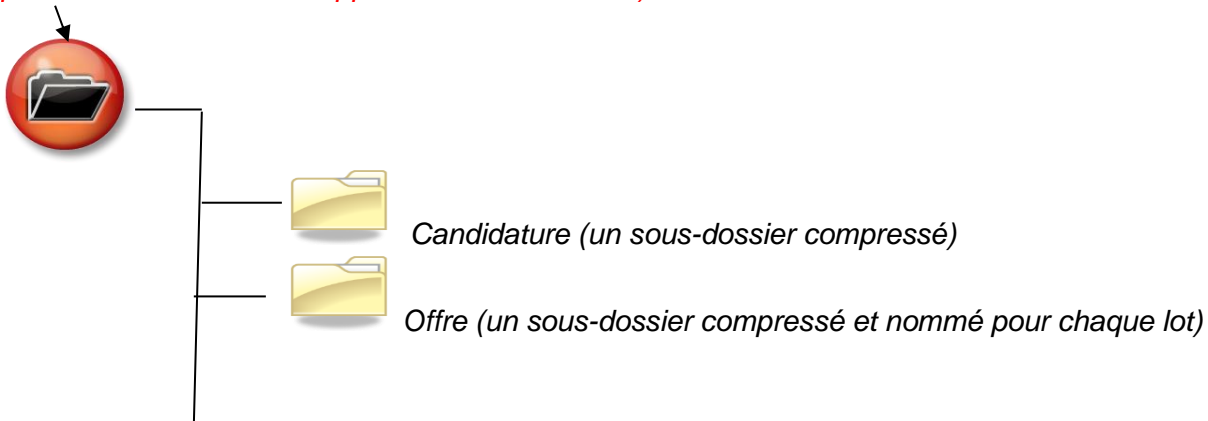 Candidature (un sous-dossier compressé)
Offre (un sous-dossier compressé et nommé pour chaque lot)